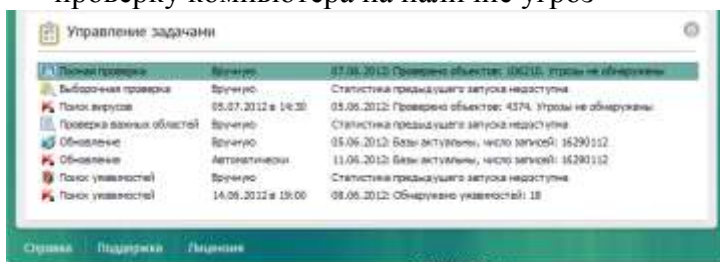 проверку компьютера на наличие угроз
Управление задачами
Полная проверка Вручную 07.06.2012: Проверено объектов: 106210. Угрозы не обнаружены
Выборочная проверка Вручную Статистика предыдущего запуска недоступна
Поиск вирусов 05.07.2012 в 14:30 05.06.2012: Проверено объектов: 4374. Угрозы не обнаружены
Проверка важных областей Вручную Статистика предыдущего запуска недоступна
Обновление Вручную 05.06.2012: Базы актуальны, число записей: 16290112
Обновление Автоматически 11.06.2012: Базы актуальны, число записей: 16290112
Поиск уязвимостей Вручную Статистика предыдущего запуска недоступна
Поиск уязвимостей 14.06.2012 в 19:00 08.06.2012: Обнаружено уязвимостей: 18
Справка Поддержка Лицензия